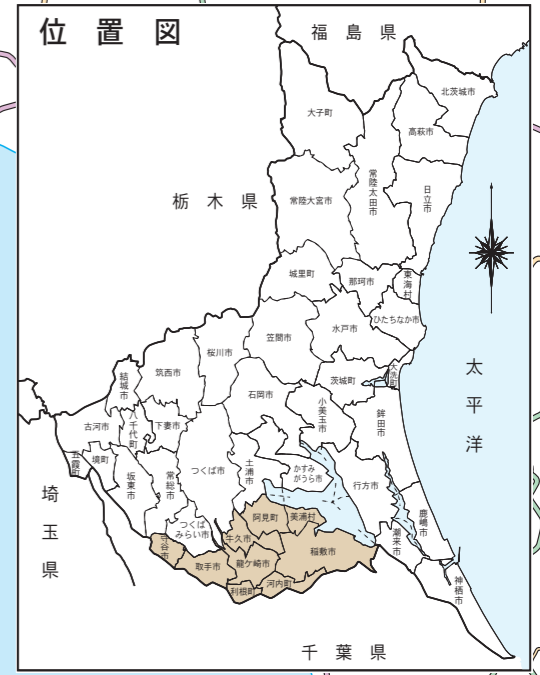 位置図
福島県
北茨城市
大子町
高萩市
常陸太田市
日立市
栃木県
常陸大宮市
城里町
那珂市
東海村
ひたちなか市
水戸市
笠間市
桜川市
筑西市
結城市
茨城町
大洗町
太平洋
石岡市
小美玉市
鉾田市
古河市
八千代町
下妻市
五霞町
境町
坂東市
常総市
つくば市
土浦市
かすみ
がうら市
行方市
埼玉県
つくば
みらい市
阿見町
美浦村
鹿嶋市
潮来市
守谷市
牛久市
稲敷市
取手市
龍ケ崎市
河内町
利根町
神栖市
千葉県